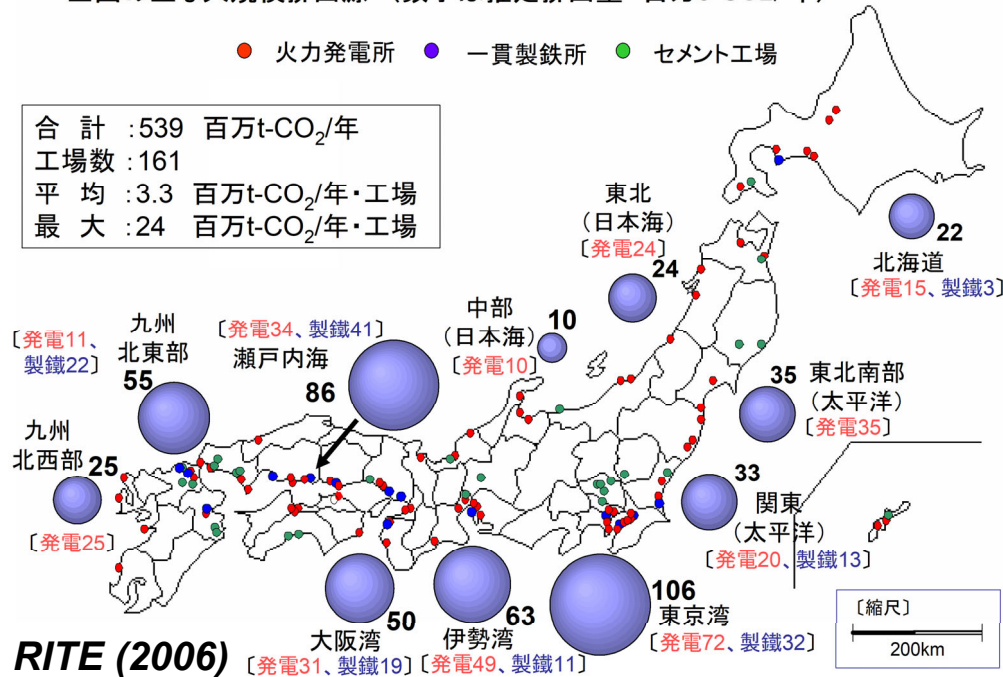 火力発電所 一貫製鉄所 セメント工場
合 計 :539 百万t-CO2/年
工場数 :161
平 均 :3.3 百万t-CO2/年・工場
最 大 :24 百万t-CO2/年・工場
東北
(日本海)
〔発電24〕
24
22
北海道
〔発電15、製鐵3〕
中部
(日本海)
10
〔発電10〕
〔発電34、製鐵41〕
瀬戸内海
86
〔発電11、
製鐵22〕
九州
北東部
55
九州
北西部
25
〔発電25〕
35
東北南部
(太平洋)
〔発電35〕
33
関東
(太平洋)
〔発電20、製鐵13〕
50
大阪湾
〔発電31、製鐵19〕
63
伊勢湾
〔発電49、製鐵11〕
106
東京湾
〔発電72、製鐵32〕
〔縮尺〕
200km
RITE (2006)